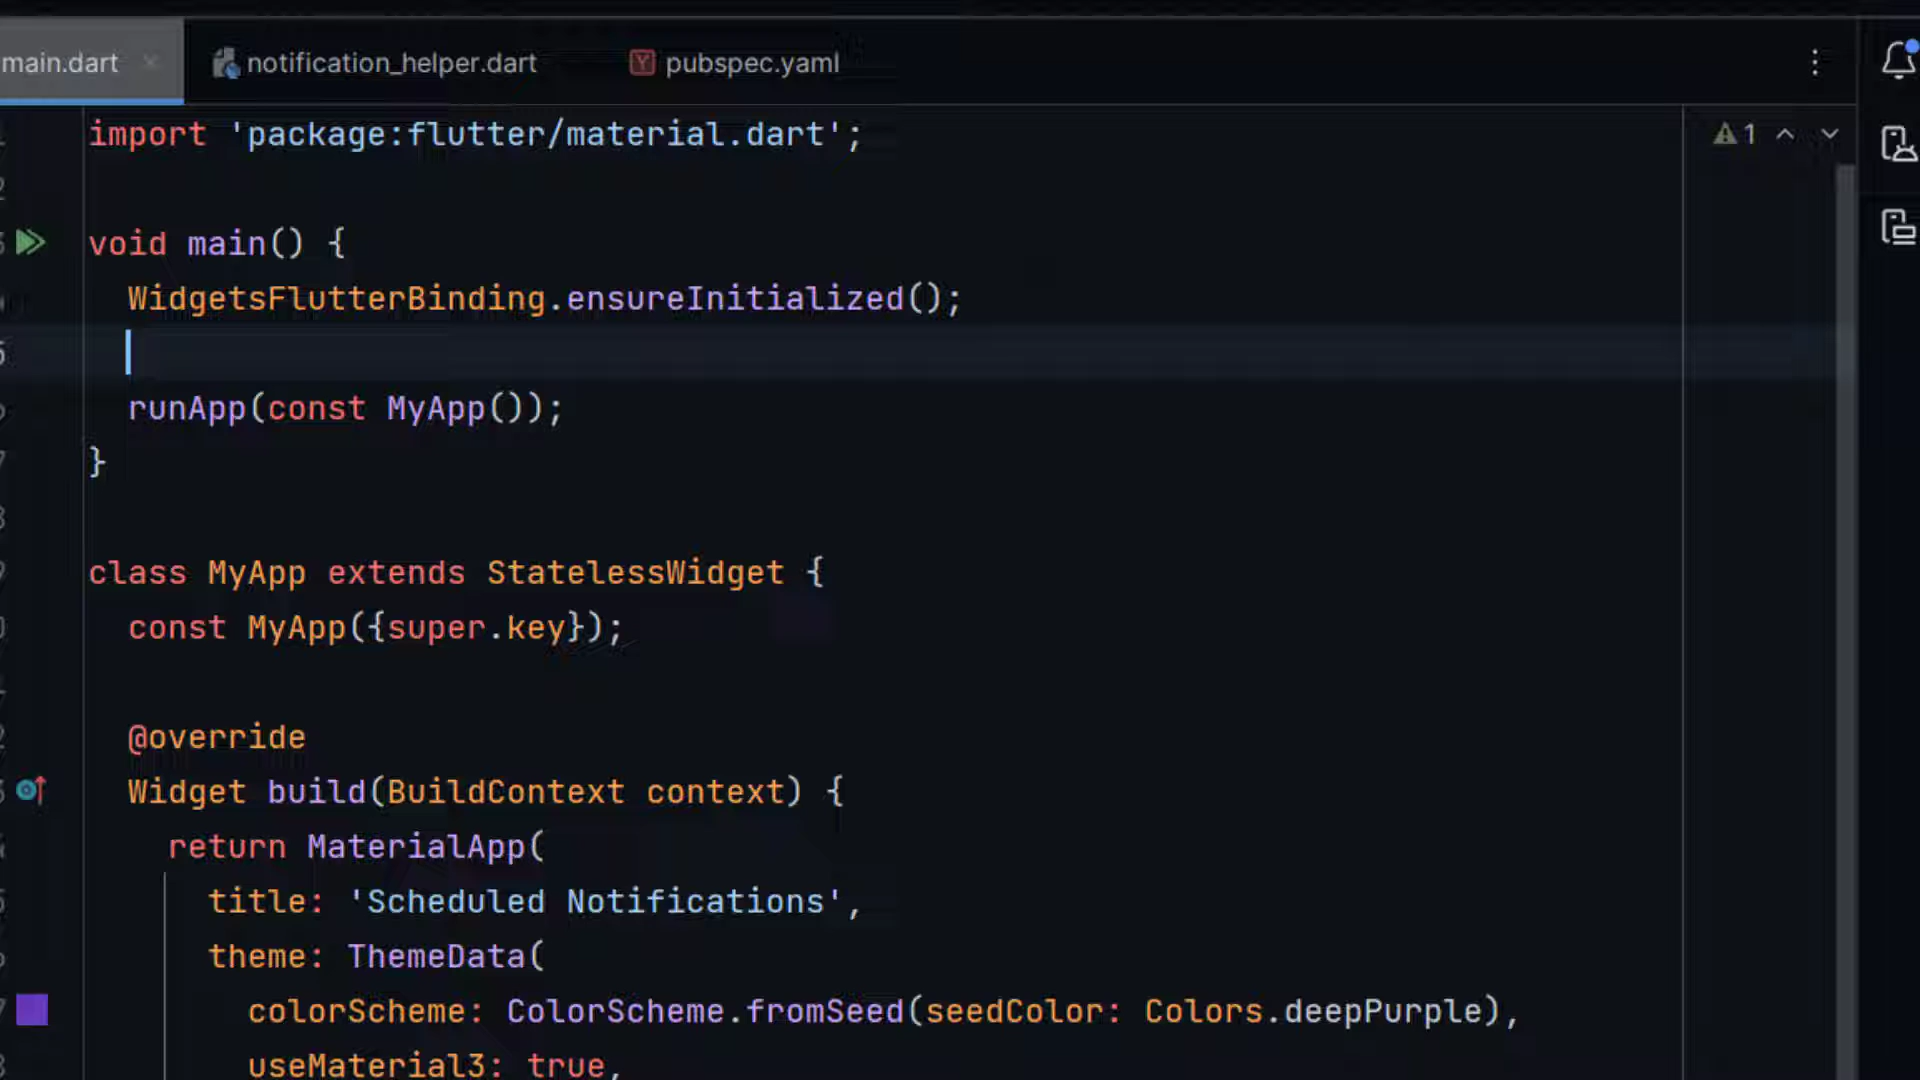 main.dart
notification_helper.dart
pubspec.yaml
import 'package:flutter/material.dart';
1
void main() {
WidgetsFlutterBinding.ensureInitialized();
runApp(const MyApp());
}
class MyApp extends StatelessWidget {
const MyApp({super.key});
@override
Widget build(BuildContext context) {
return MaterialApp(
title: 'Scheduled Notifications',
theme: ThemeData(
colorScheme: ColorScheme.fromSeed(seedColor: Colors.deepPurple),
useMaterial3: true,